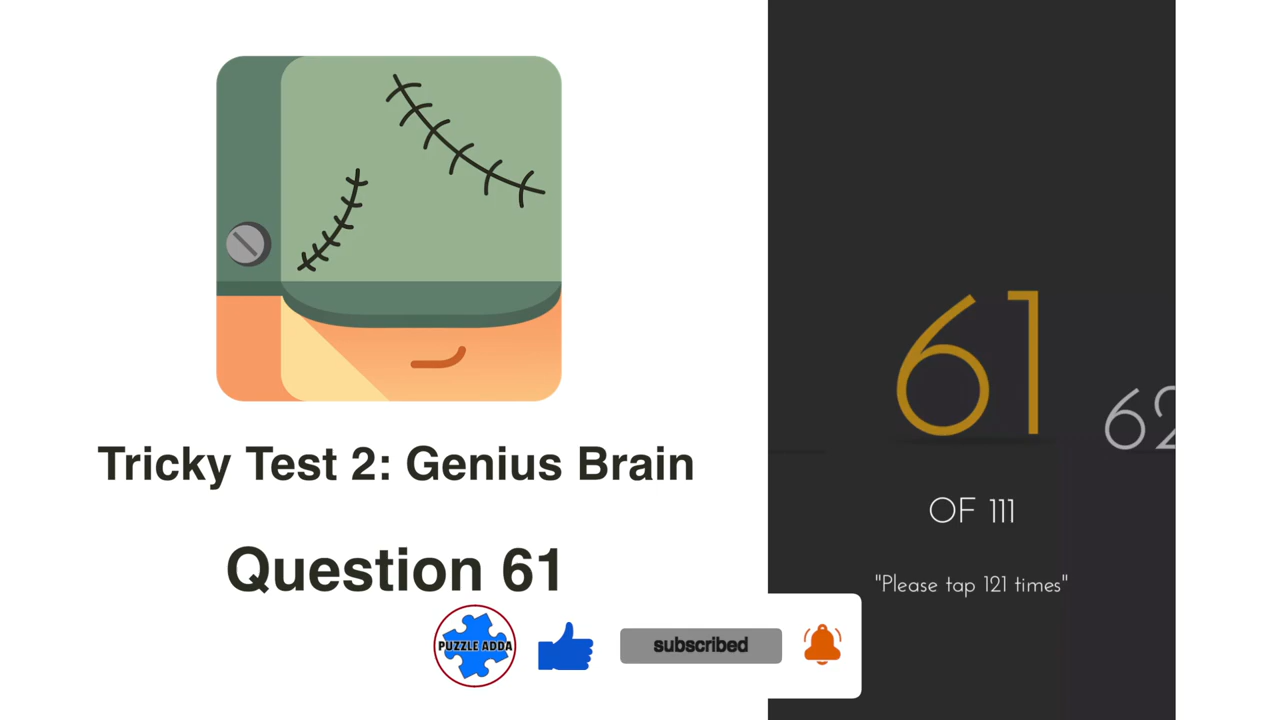 Tricky Test 2: Genius Brain
Question 61
PUZZLE ADDA
subscribed
61
62
OF 111
"Please tap 121 times"